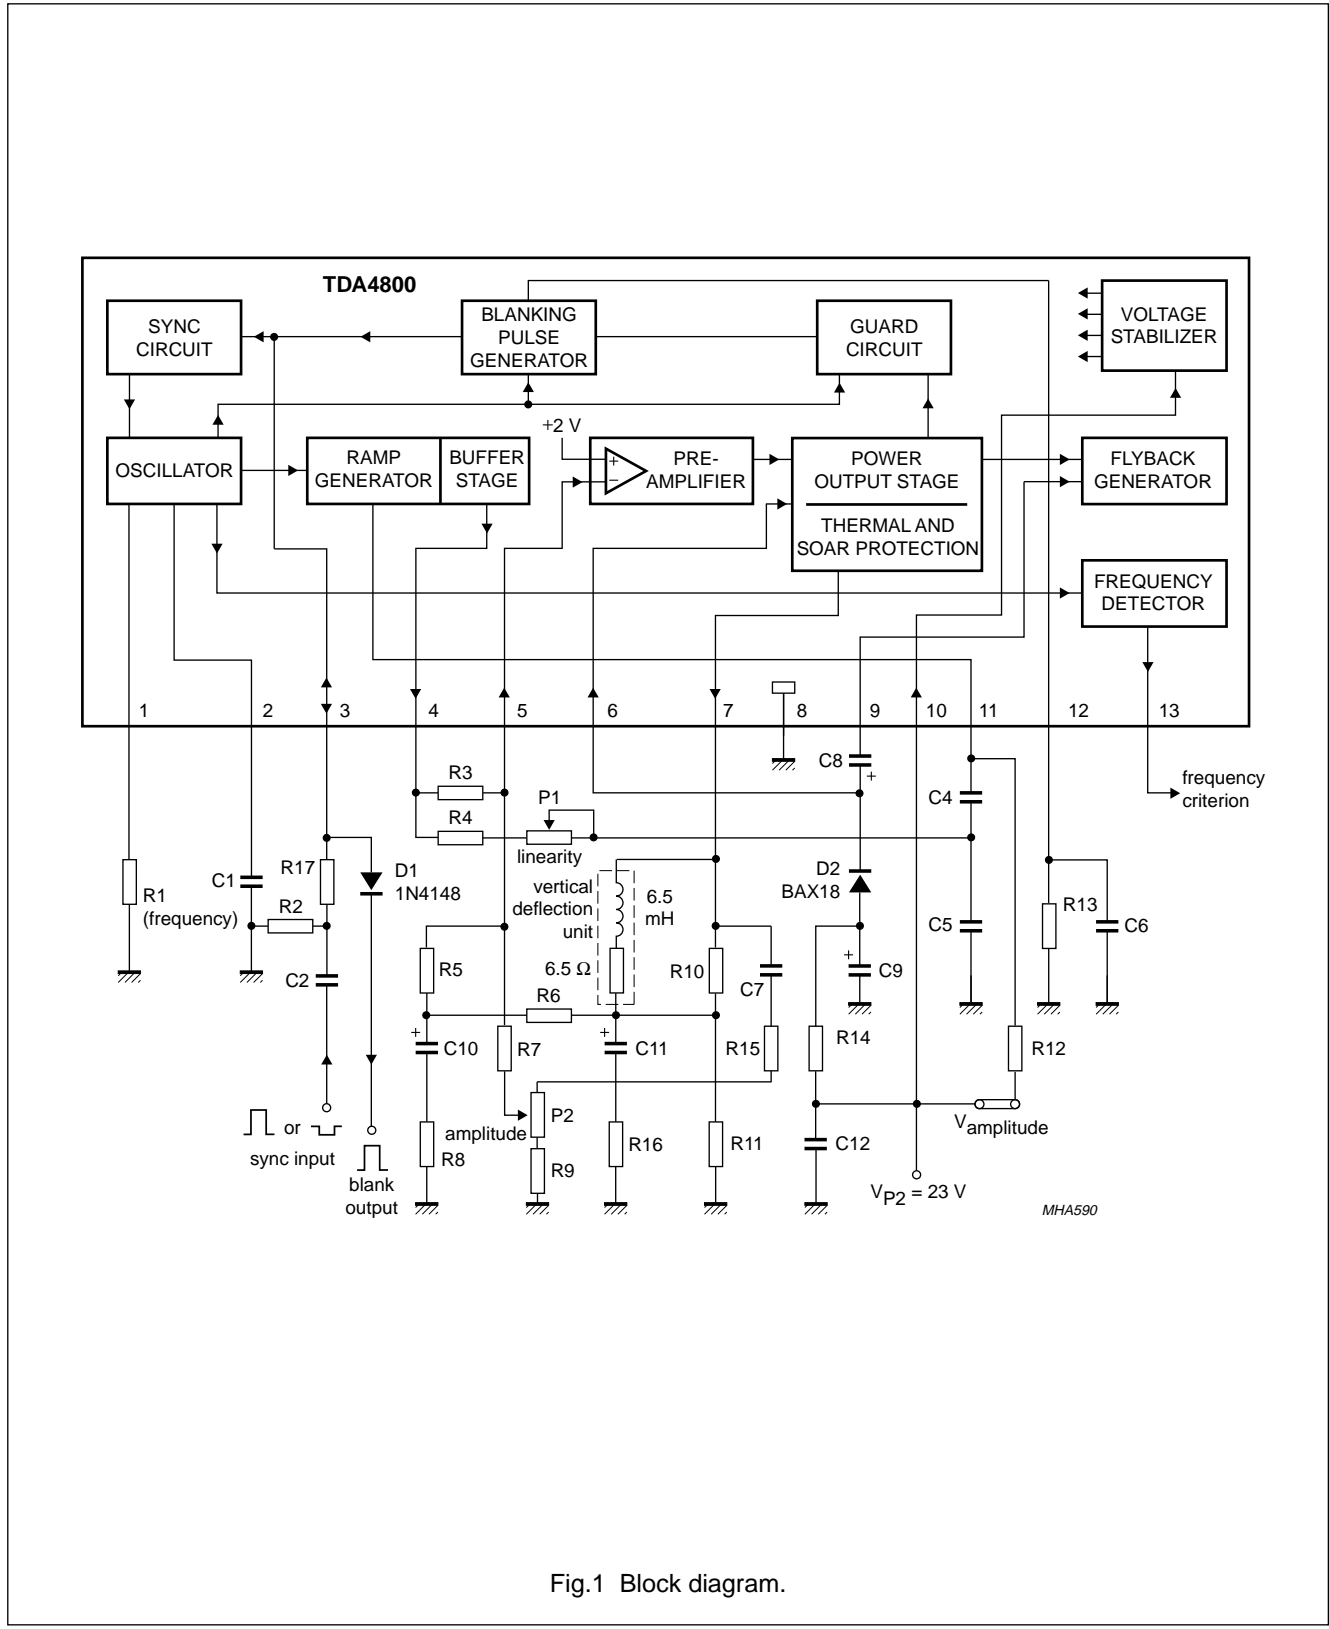 TDA4800
SYNC
CIRCUIT
BLANKING
PULSE
GENERATOR
GUARD
CIRCUIT
VOLTAGE
STABILIZER
+2 V
OSCILLATOR
RAMP
GENERATOR
BUFFER
STAGE
+
−
PRE-
AMPLIFIER
POWER
OUTPUT STAGE
THERMAL AND
SOAR PROTECTION
FLYBACK
GENERATOR
FREQUENCY
DETECTOR
1 2 3 4 5 6 7 8 9 10 11 12 13
C8
+
R3
P1
C4
frequency
criterion
R4
linearity
R1
(frequency)
C1
R17
R2
D1
1N4148
vertical
deflection
unit
6.5
mH
D2
BAX18
R13
C5
C6
C2
R5
6.5 Ω
R10
C7
+
C9
R6
+
C10
R7
+
C11
R15
R14
R12
or
sync input
amplitude
P2
Vamplitude
R8
R9
R16
R11
C12
blank
output
VP2 = 23 V
MHA590
Fig.1 Block diagram.